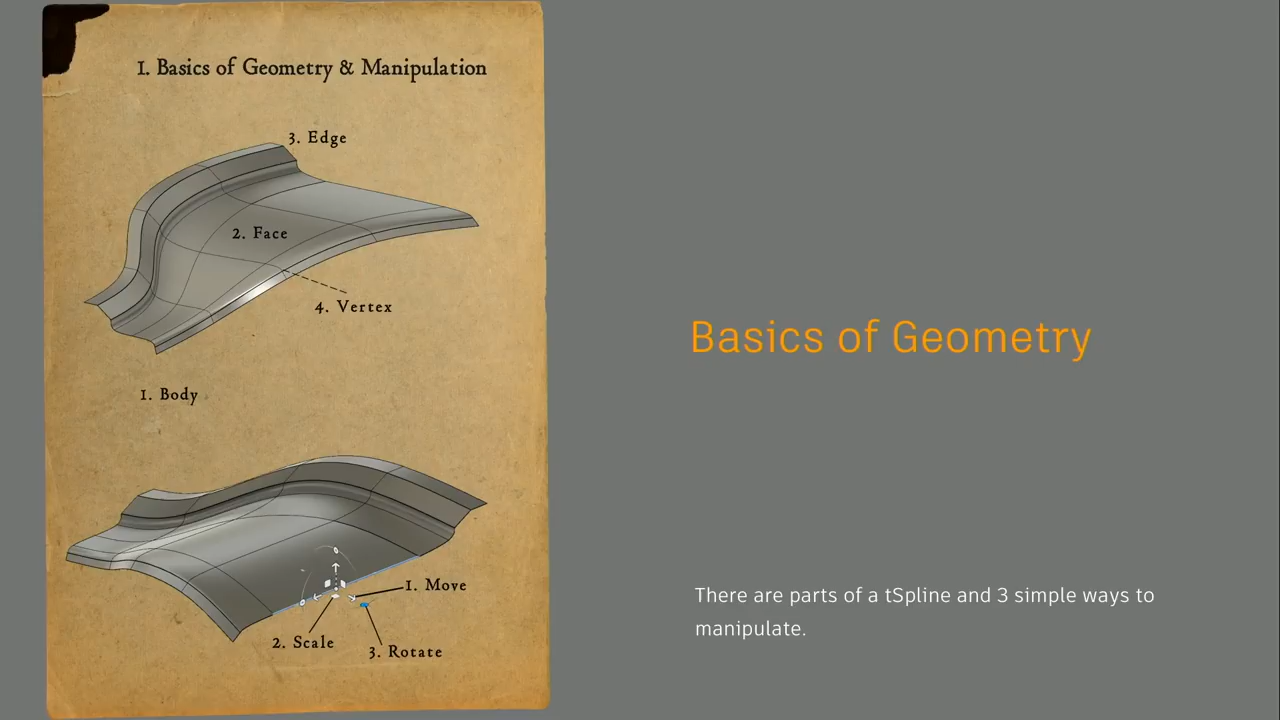 1. Basics of Geometry & Manipulation
3. Edge
2. Face
4. Vertex
1. Body
1. Move
2. Scale
3. Rotate
Basics of Geometry
There are parts of a tSpline and 3 simple ways to
manipulate.